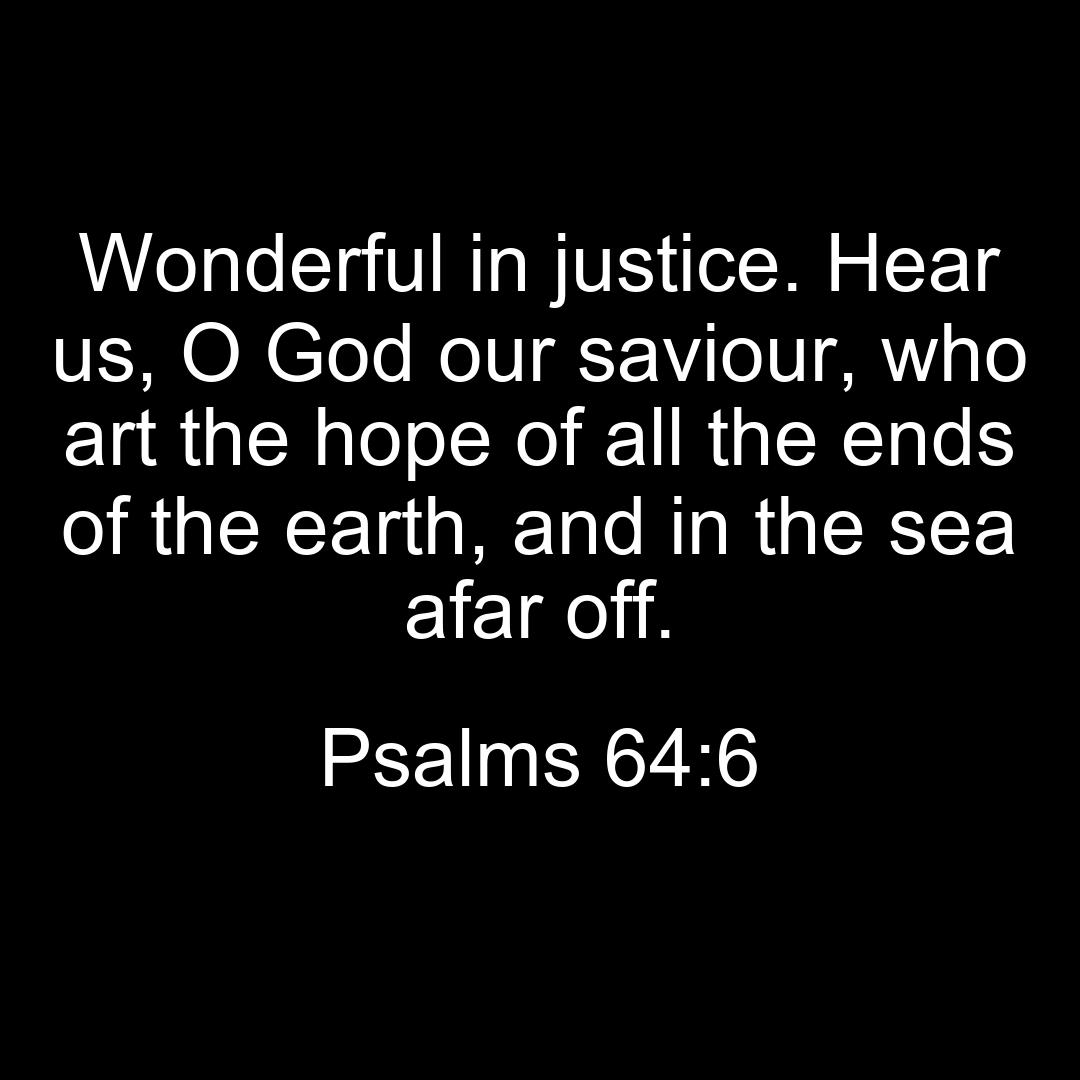 Wonderful in justice. Hear
us, O God our saviour, who
art the hope of all the ends
of the earth, and in the sea
afar off.
Psalms 64:6